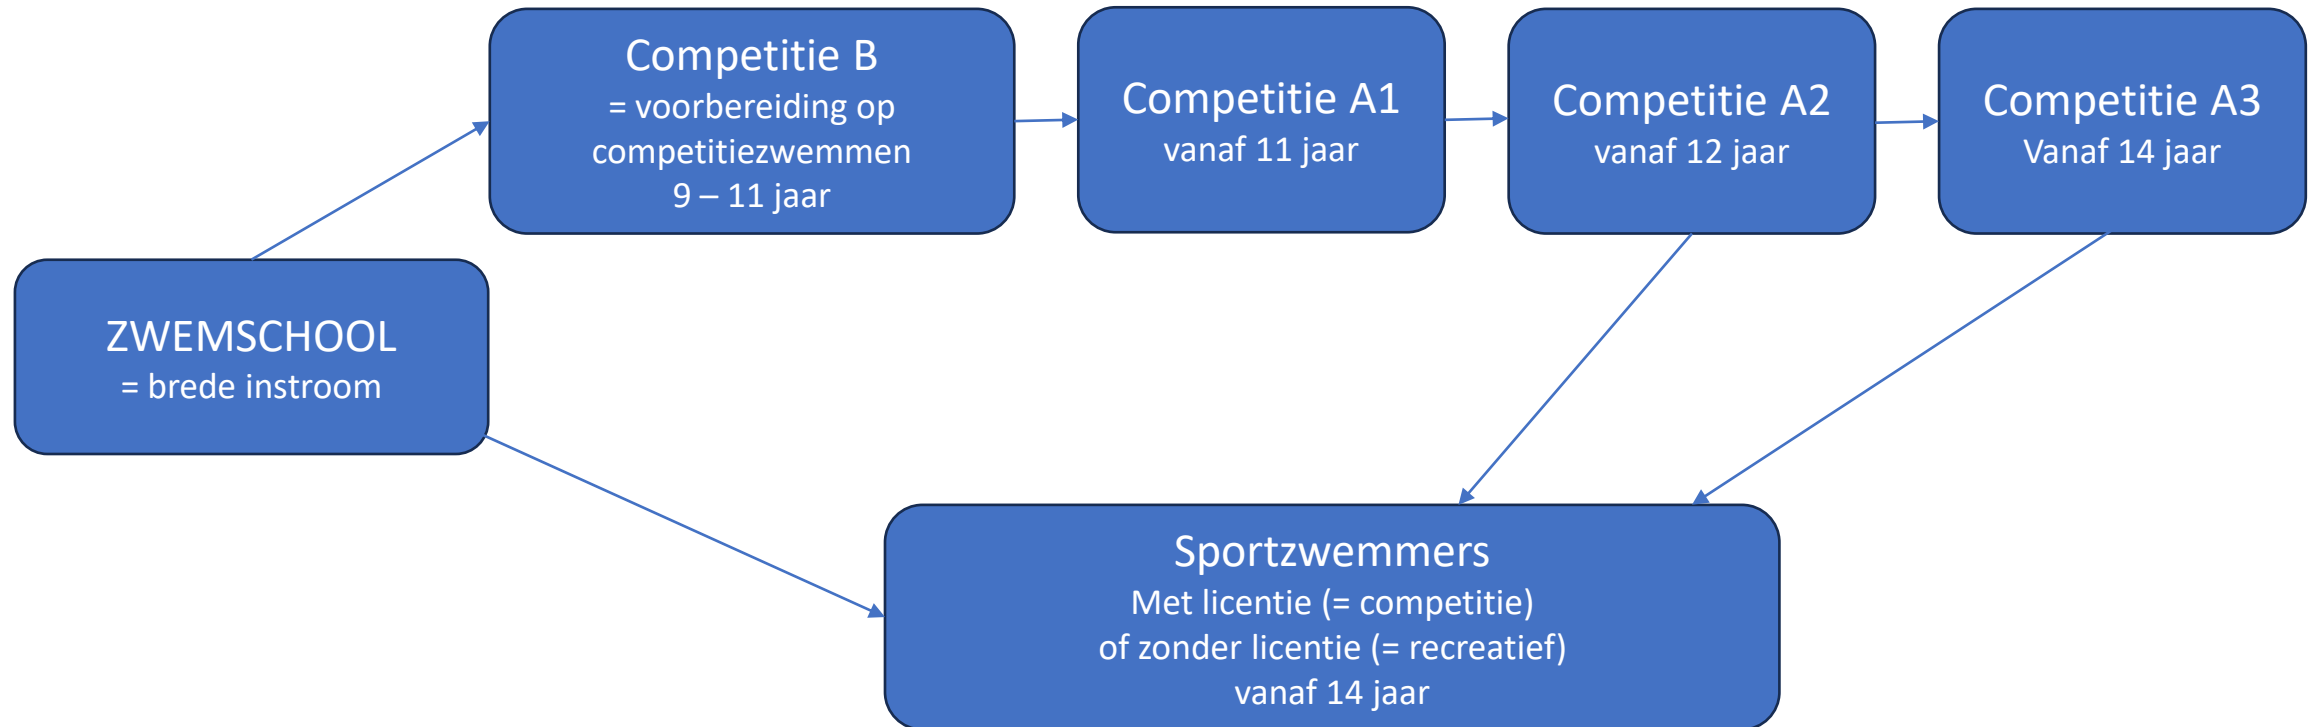 Competitie B
= voorbereiding op
competitiezwemmen
9 – 11 jaar
Competitie A1
vanaf 11 jaar
Competitie A2
vanaf 12 jaar
Competitie A3
Vanaf 14 jaar
ZWEMSCHOOL
= brede instroom
Sportzwemmers
Met licentie (= competitie)
of zonder licentie (= recreatief)
vanaf 14 jaar